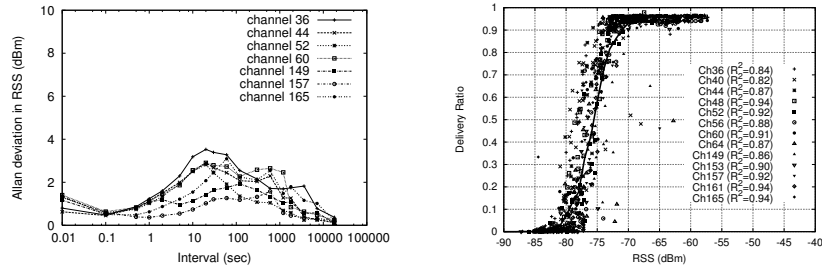 10
8
6
4
2
0
Allan deviation in RSS (dBm)
channel 36
channel 44
channel 52
channel 60
channel 149
channel 157
channel 165
0.01 0.1 1 10 100 1000 10000 100000
Interval (sec)
1
0.9
0.8
0.7
0.6
0.5
0.4
0.3
0.2
0.1
0
Delivery Ratio
Ch36 (R²=0.84)
Ch40 (R²=0.82)
Ch44 (R²=0.87)
Ch48 (R²=0.94)
Ch52 (R²=0.92)
Ch56 (R²=0.88)
Ch60 (R²=0.91)
Ch64 (R²=0.87)
Ch149 (R²=0.86)
Ch153 (R²=0.90)
Ch157 (R²=0.92)
Ch161 (R²=0.94)
Ch165 (R²=0.94)
-90 -85 -80 -75 -70 -65 -60 -55 -50 -45 -40
RSS (dBm)